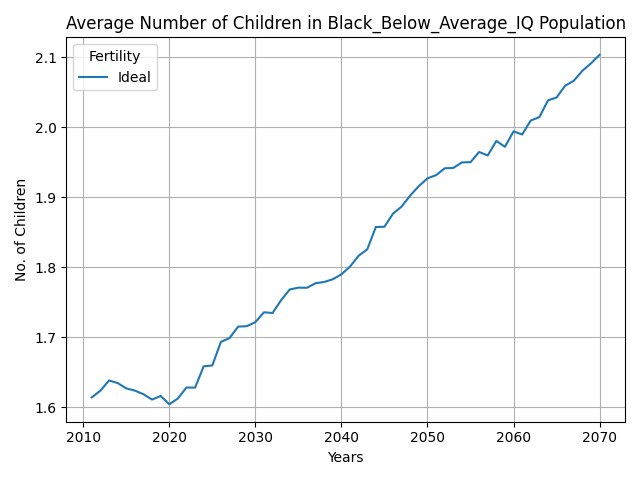 Average Number of Children in Black_Below_Average_IQ Population
Fertility
Ideal
2.1
2.0
1.9
1.8
1.7
1.6
No. of Children
2010 2020 2030 2040 2050 2060 2070
Years